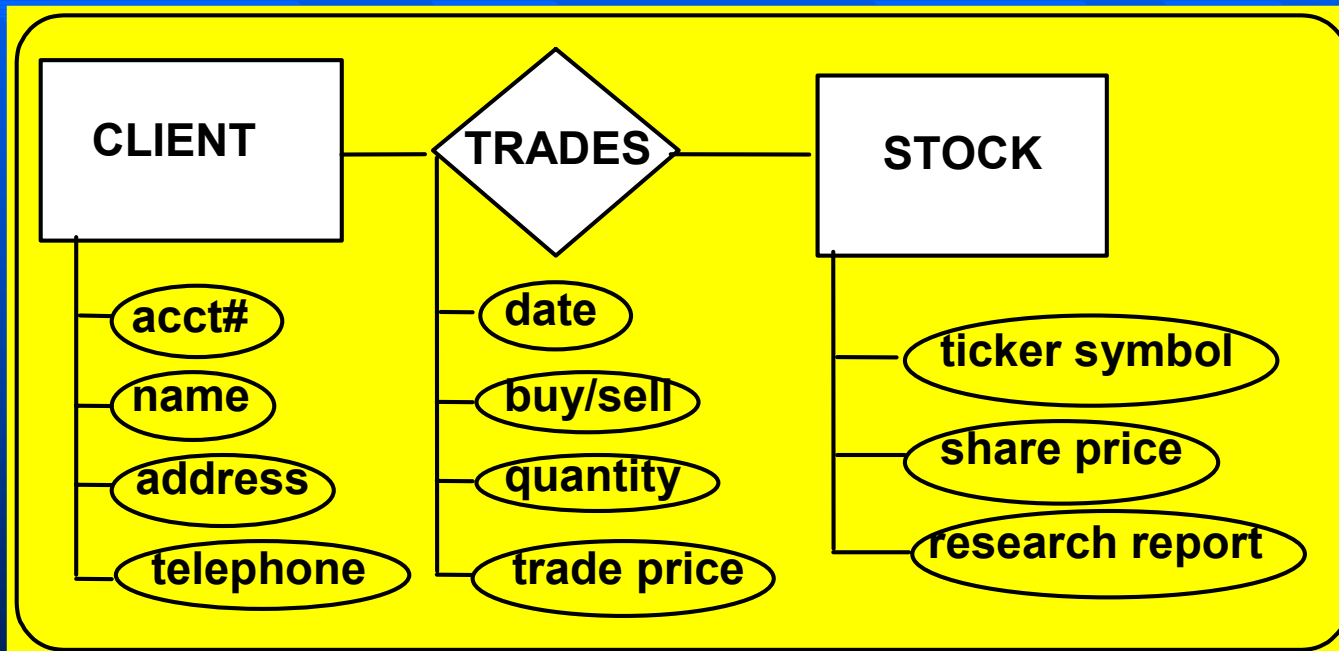 CLIENT
TRADES
STOCK
acct#
name
address
telephone
date
buy/sell
quantity
trade price
ticker symbol
share price
research report